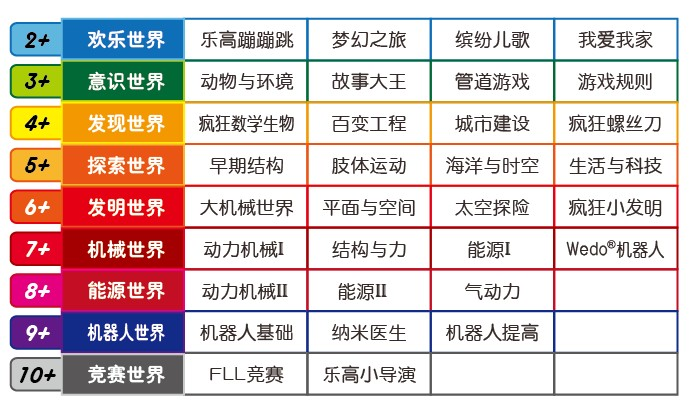 2+ 欢乐世界 乐高蹦蹦跳 梦幻之旅 缤纷儿歌 我爱我家
3+ 意识世界 动物与环境 故事大王 管道游戏 游戏规则
4+ 发现世界 疯狂数学生物 百变工程 城市建设 疯狂螺丝刀
5+ 探索世界 早期结构 肢体运动 海洋与时空 生活与科技
6+ 发明世界 大机械世界 平面与空间 太空探险 疯狂小发明
7+ 机械世界 动力机械Ⅰ 结构与力 能源Ⅰ Wedo®机器人
8+ 能源世界 动力机械Ⅱ 能源Ⅱ 气动力
9+ 机器人世界 机器人基础 纳米医生 机器人提高
10+ 竞赛世界 FLL竞赛 乐高小导演